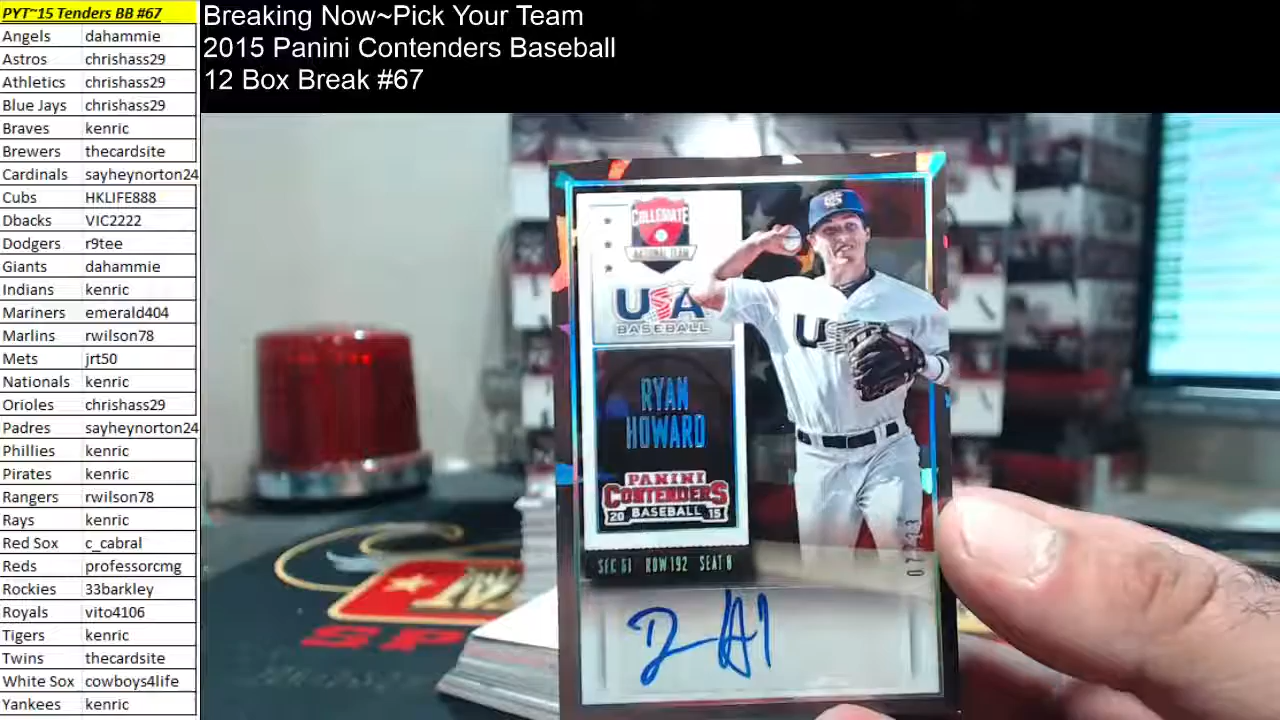 PYT~15 Tenders BB #67
Angels dahammie
Astros chrishass29
Athletics chrishass29
Blue Jays chrishass29
Braves kenric
Brewers thecardsite
Cardinals sayheynorton24
Cubs HKLIFE888
Dbacks VIC2222
Dodgers r9tee
Giants dahammie
Indians kenric
Mariners emerald404
Marlins rwilson78
Mets jrt50
Nationals kenric
Orioles chrishass29
Padres sayheynorton24
Phillies kenric
Pirates kenric
Rangers rwilson78
Rays kenric
Red Sox c_cabral
Reds professorcmg
Rockies 33barkley
Royals vito4106
Tigers kenric
Twins thecardsite
White Sox cowboys4life
Yankees kenric
Breaking Now~Pick Your Team
2015 Panini Contenders Baseball
12 Box Break #67
COLLEGIATE
NATIONAL TEAM
USA
BASEBALL
RYAN
HOWARD
PANINI
CONTENDERS
20 BASEBALL 15
SEC 61 ROW 192 SEAT 8